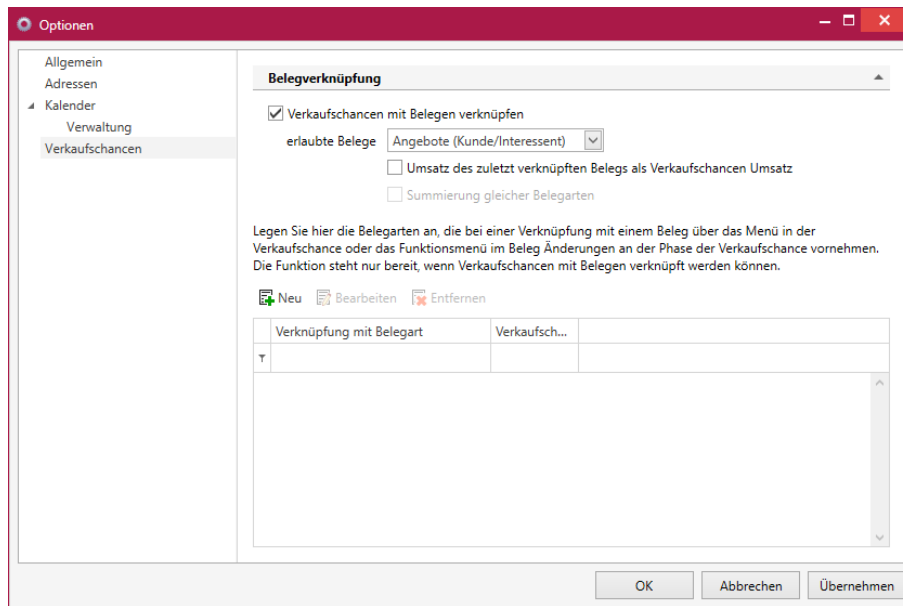 Optionen
Allgemein
Adressen
Kalender
Verwaltung
Verkaufschancen
Belegverknüpfung
Verkaufschancen mit Belegen verknüpfen
erlaubte Belege Angebote (Kunde/Interessent)
Umsatz des zuletzt verknüpften Belegs als Verkaufschancen Umsatz
Summierung gleicher Belegarten
Legen Sie hier die Belegarten an, die bei einer Verknüpfung mit einem Beleg über das Menü in der
Verkaufschance oder das Funktionsmenü im Beleg Änderungen an der Phase der Verkaufschance vornehmen.
Die Funktion steht nur bereit, wenn Verkaufschancen mit Belegen verknüpft werden können.
Neu Bearbeiten Entfernen
Verknüpfung mit Belegart Verkaufsch...
OK Abbrechen Übernehmen